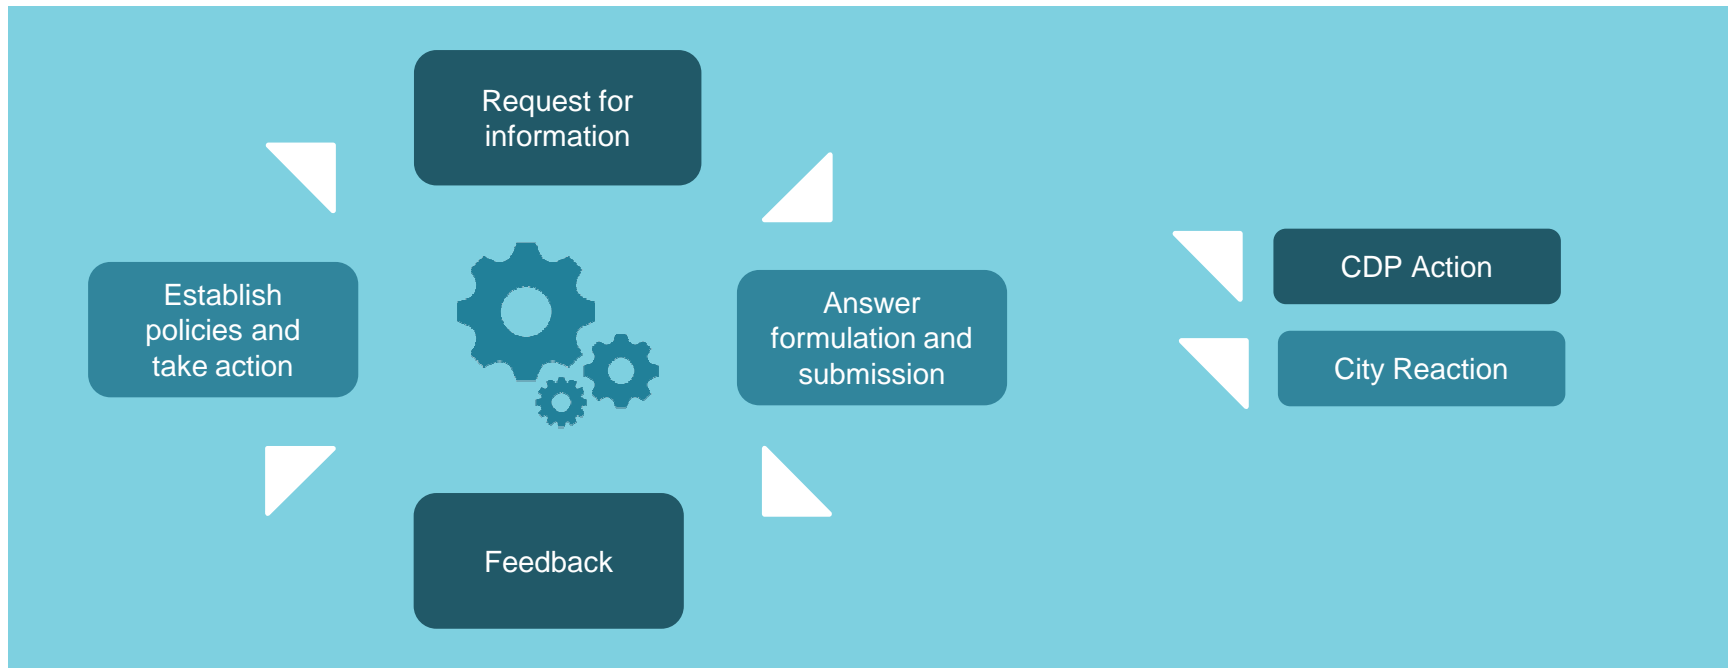 Request for
information
Establish
policies and
take action
Answer
formulation and
submission
Feedback
CDP Action
City Reaction